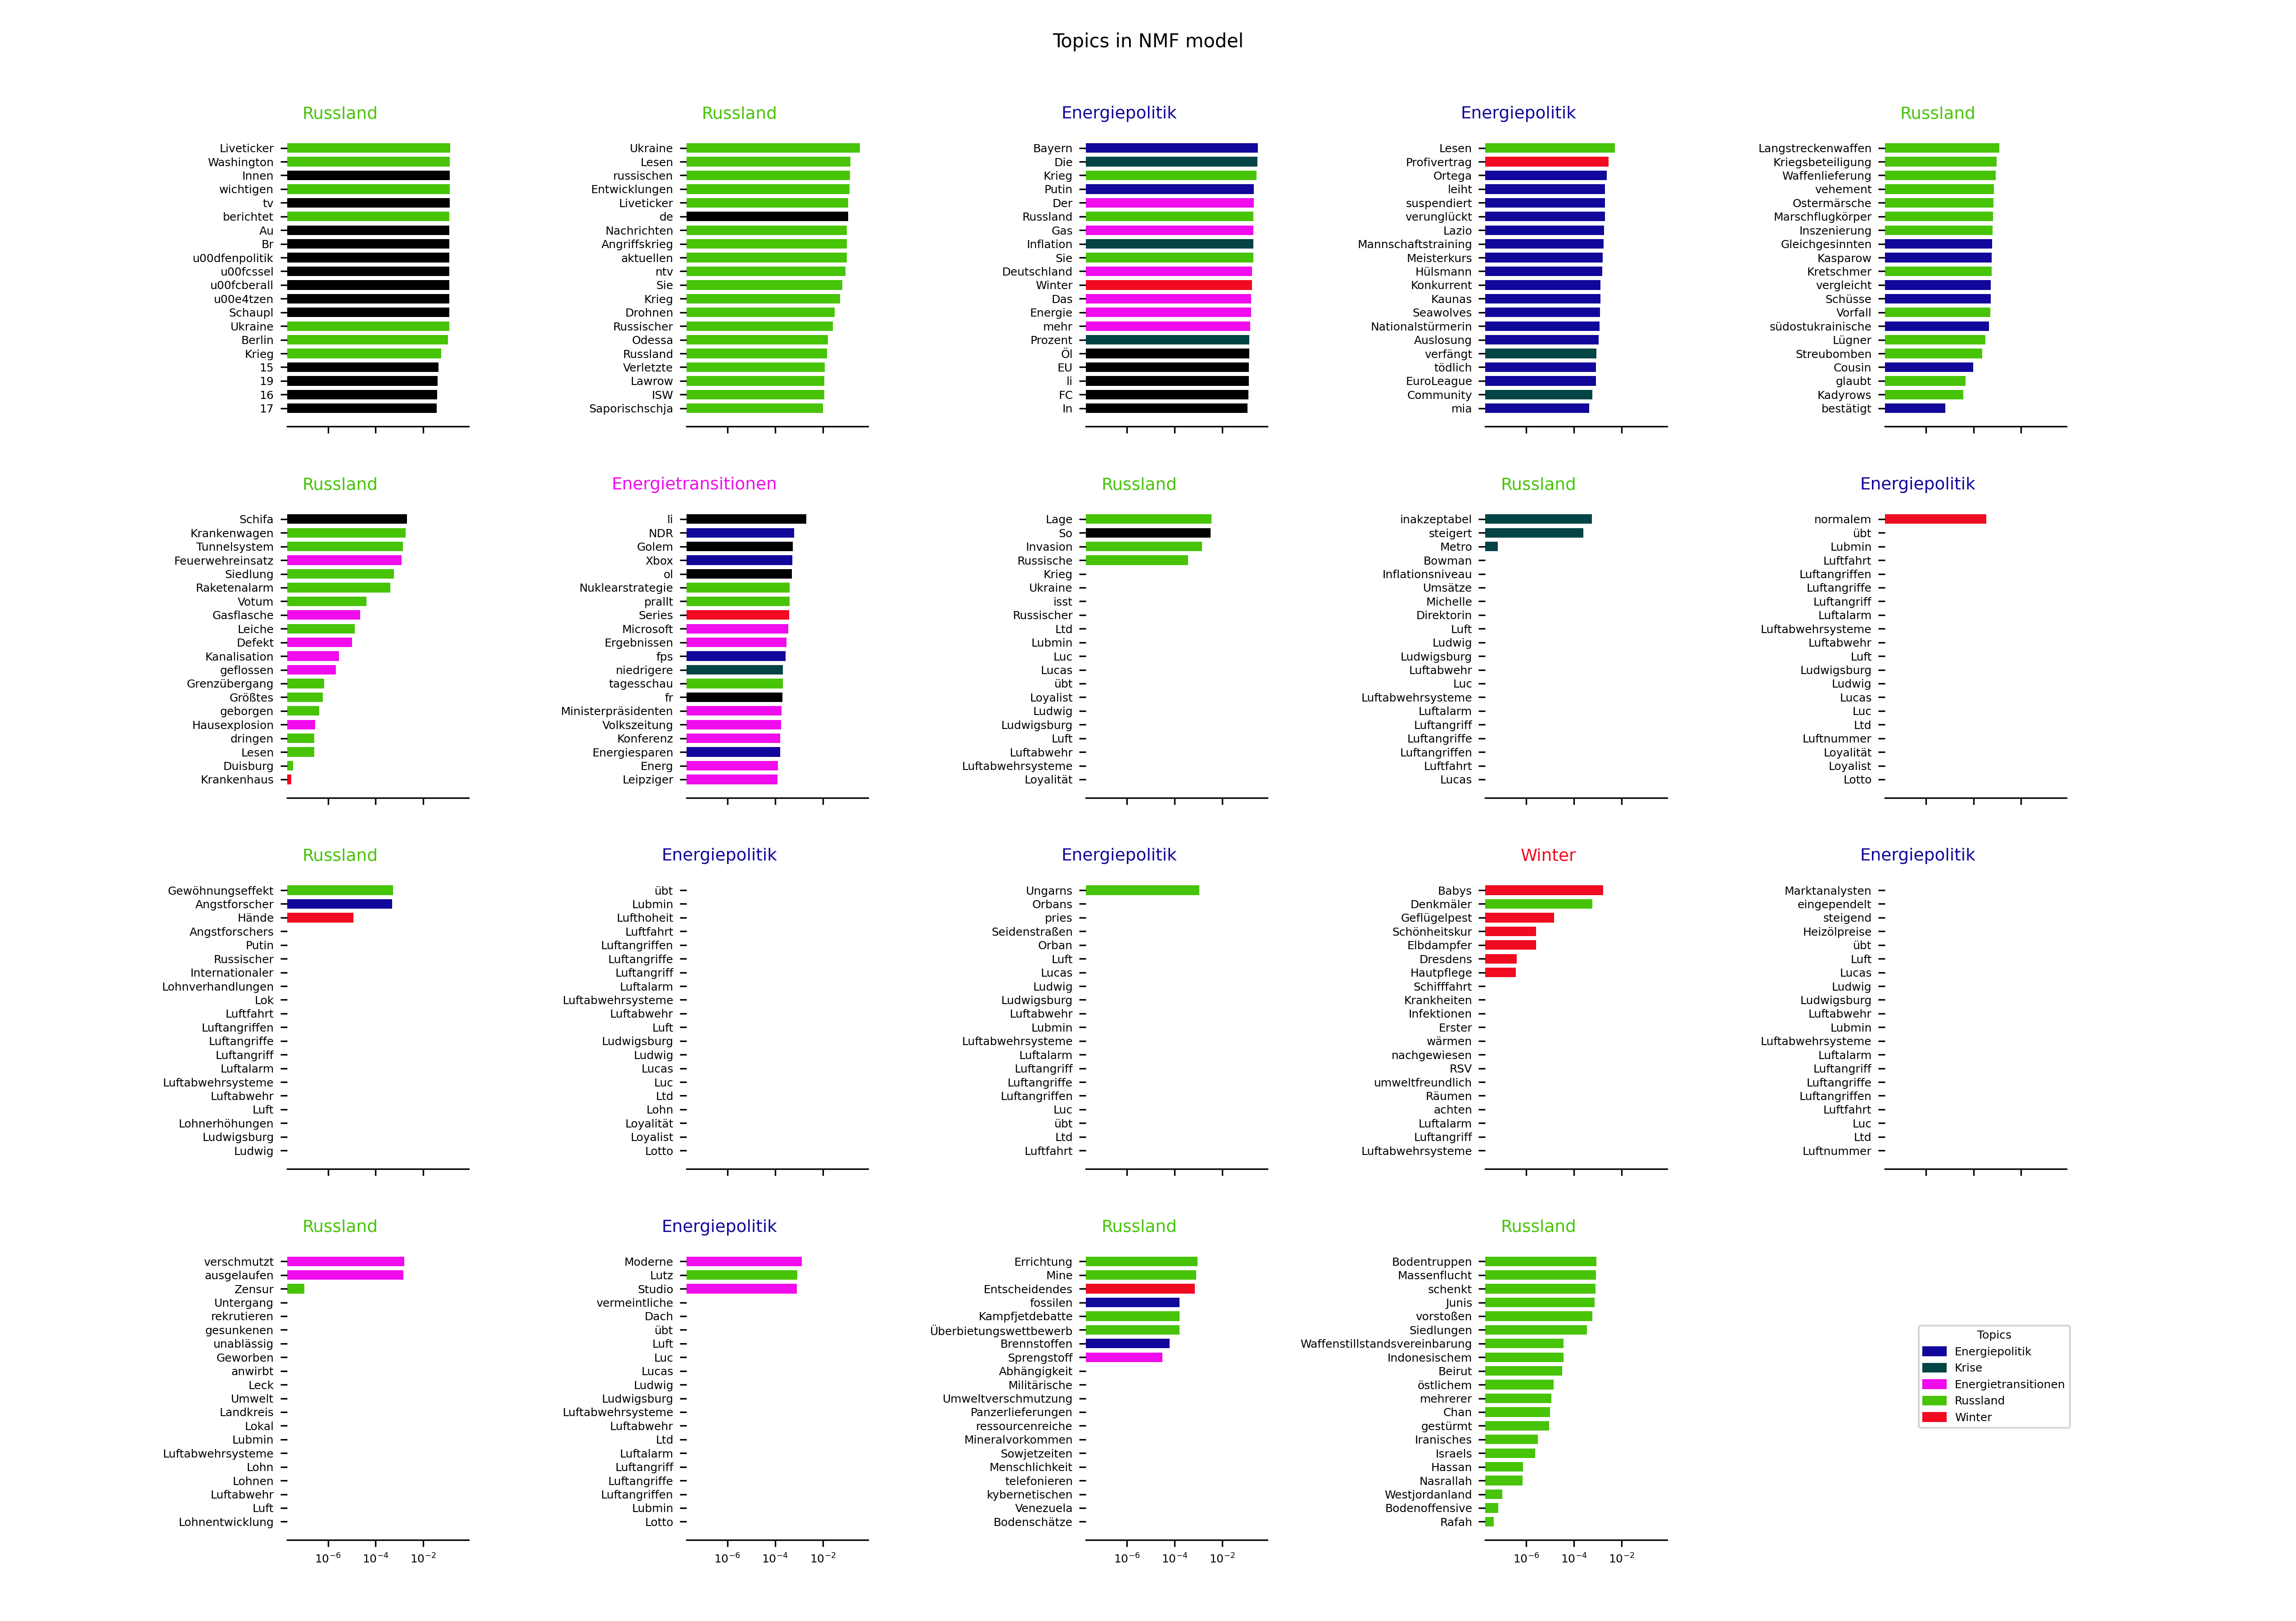 Topics in NMF model
Russland
Liveticker
Washington
Innen
wichtigen
tv
berichtet
Au
Br
u00dfenpolitik
u00fcssel
u00fcberall
u00e4tzen
Schaupl
Ukraine
Berlin
Krieg
15
19
16
17
Russland
Ukraine
Lesen
russischen
Entwicklungen
Liveticker
de
Nachrichten
Angriffskrieg
aktuellen
ntv
Sie
Krieg
Drohnen
Russischer
Odessa
Russland
Verletzte
Lawrow
ISW
Saporischschja
Energiepolitik
Bayern
Die
Krieg
Putin
Der
Russland
Gas
Inflation
Sie
Deutschland
Winter
Das
Energie
mehr
Prozent
Öl
EU
li
FC
In
Energiepolitik
Lesen
Profivertrag
Ortega
leiht
suspendiert
verunglückt
Lazio
Mannschaftstraining
Meisterkurs
Hülsmann
Konkurrent
Kaunas
Seawolves
Nationalstürmerin
Auslosung
verfängt
tödlich
EuroLeague
Community
mia
Russland
Langstreckenwaffen
Kriegsbeteiligung
Waffenlieferung
vehement
Ostermärsche
Marschflugkörper
Inszenierung
Gleichgesinnten
Kasparow
Kretschmer
vergleicht
Schüsse
Vorfall
südostukrainische
Lügner
Streubomben
Cousin
glaubt
Kadyrows
bestätigt
Russland
Schifa
Krankenwagen
Tunnelsystem
Feuerwehreinsatz
Siedlung
Raketenalarm
Votum
Gasflasche
Leiche
Defekt
Kanalisation
geflossen
Grenzübergang
Größtes
geborgen
Hausexplosion
dringen
Lesen
Duisburg
Krankenhaus
Energietransitionen
li
NDR
Golem
Xbox
ol
Nuklearstrategie
prallt
Series
Microsoft
Ergebnissen
fps
niedrigere
tagesschau
fr
Ministerpräsidenten
Volkszeitung
Konferenz
Energiesparen
Energ
Leipziger
Russland
Lage
So
Invasion
Russische
Krieg
Ukraine
isst
Russischer
Ltd
Lubmin
Luc
Lucas
übt
Loyalist
Ludwig
Ludwigsburg
Luft
Luftabwehr
Luftabwehrsysteme
Loyalität
Russland
inakzeptabel
steigert
Metro
Bowman
Inflationsniveau
Umsätze
Michelle
Direktorin
Luft
Ludwig
Ludwigsburg
Luftabwehr
Luc
Luftabwehrsysteme
Luftalarm
Luftangriff
Luftangriffe
Luftangriffen
Luftfahrt
Lucas
Energiepolitik
normalem
übt
Lubmin
Luftfahrt
Luftangriffen
Luftangriffe
Luftangriff
Luftalarm
Luftabwehrsysteme
Luftabwehr
Luft
Ludwigsburg
Ludwig
Lucas
Luc
Ltd
Luftnummer
Loyalität
Loyalist
Lotto
Russland
Gewöhnungseffekt
Angstforscher
Hände
Angstforschers
Putin
Russischer
Internationaler
Lohnverhandlungen
Lok
Luftfahrt
Luftangriffen
Luftangriffe
Luftangriff
Luftalarm
Luftabwehrsysteme
Luftabwehr
Luft
Lohnerhöhungen
Ludwigsburg
Ludwig
Energiepolitik
übt
Lubmin
Lufthoheit
Luftfahrt
Luftangriffen
Luftangriffe
Luftangriff
Luftalarm
Luftabwehrsysteme
Luftabwehr
Luft
Ludwigsburg
Ludwig
Lucas
Luc
Ltd
Lohn
Loyalität
Loyalist
Lotto
Energiepolitik
Ungarns
Orbans
pries
Seidenstraßen
Orban
Luft
Lucas
Ludwig
Ludwigsburg
Luftabwehr
Lubmin
Luftabwehrsysteme
Luftalarm
Luftangriff
Luftangriffe
Luftangriffen
Luc
übt
Ltd
Luftfahrt
Winter
Babys
Denkmäler
Geflügelpest
Schönheitskur
Elbdampfer
Dresdens
Hautpflege
Schifffahrt
Krankheiten
Infektionen
Erster
wärmen
nachgewiesen
RSV
umweltfreundlich
Räumen
achten
Luftalarm
Luftangriff
Luftabwehrsysteme
Energiepolitik
Marktanalysten
eingependelt
steigend
Heizölpreise
übt
Luft
Lucas
Ludwig
Ludwigsburg
Luftabwehr
Lubmin
Luftabwehrsysteme
Luftalarm
Luftangriff
Luftangriffe
Luftangriffen
Luftfahrt
Luc
Ltd
Luftnummer
Russland
verschmutzt
ausgelaufen
Zensur
Untergang
rekrutieren
gesunkenen
unablässig
Geworben
anwirbt
Leck
Umwelt
Landkreis
Lokal
Lubmin
Luftabwehrsysteme
Lohn
Lohnen
Luftabwehr
Luft
Lohnentwicklung
10⁻⁶ 10⁻⁴ 10⁻²
Energiepolitik
Moderne
Lutz
Studio
vermeintliche
Dach
übt
Luft
Luc
Lucas
Ludwig
Ludwigsburg
Luftabwehrsysteme
Luftabwehr
Ltd
Luftalarm
Luftangriff
Luftangriffe
Luftangriffen
Lubmin
Lotto
10⁻⁶ 10⁻⁴ 10⁻²
Russland
Errichtung
Mine
Entscheidendes
fossilen
Kampfjetdebatte
Überbietungswettbewerb
Brennstoffen
Sprengstoff
Abhängigkeit
Militärische
Umweltverschmutzung
Panzerlieferungen
ressourcenreiche
Mineralvorkommen
Sowjetzeiten
Menschlichkeit
telefonieren
kybernetischen
Venezuela
Bodenschätze
10⁻⁶ 10⁻⁴ 10⁻²
Russland
Bodentruppen
Massenflucht
schenkt
Junis
vorstoßen
Siedlungen
Waffenstillstandsvereinbarung
Indonesischem
Beirut
östlichem
mehrerer
Chan
gestürmt
Iranisches
Israels
Hassan
Nasrallah
Westjordanland
Bodenoffensive
Rafah
10⁻⁶ 10⁻⁴ 10⁻²
Topics
Energiepolitik
Krise
Energietransitionen
Russland
Winter